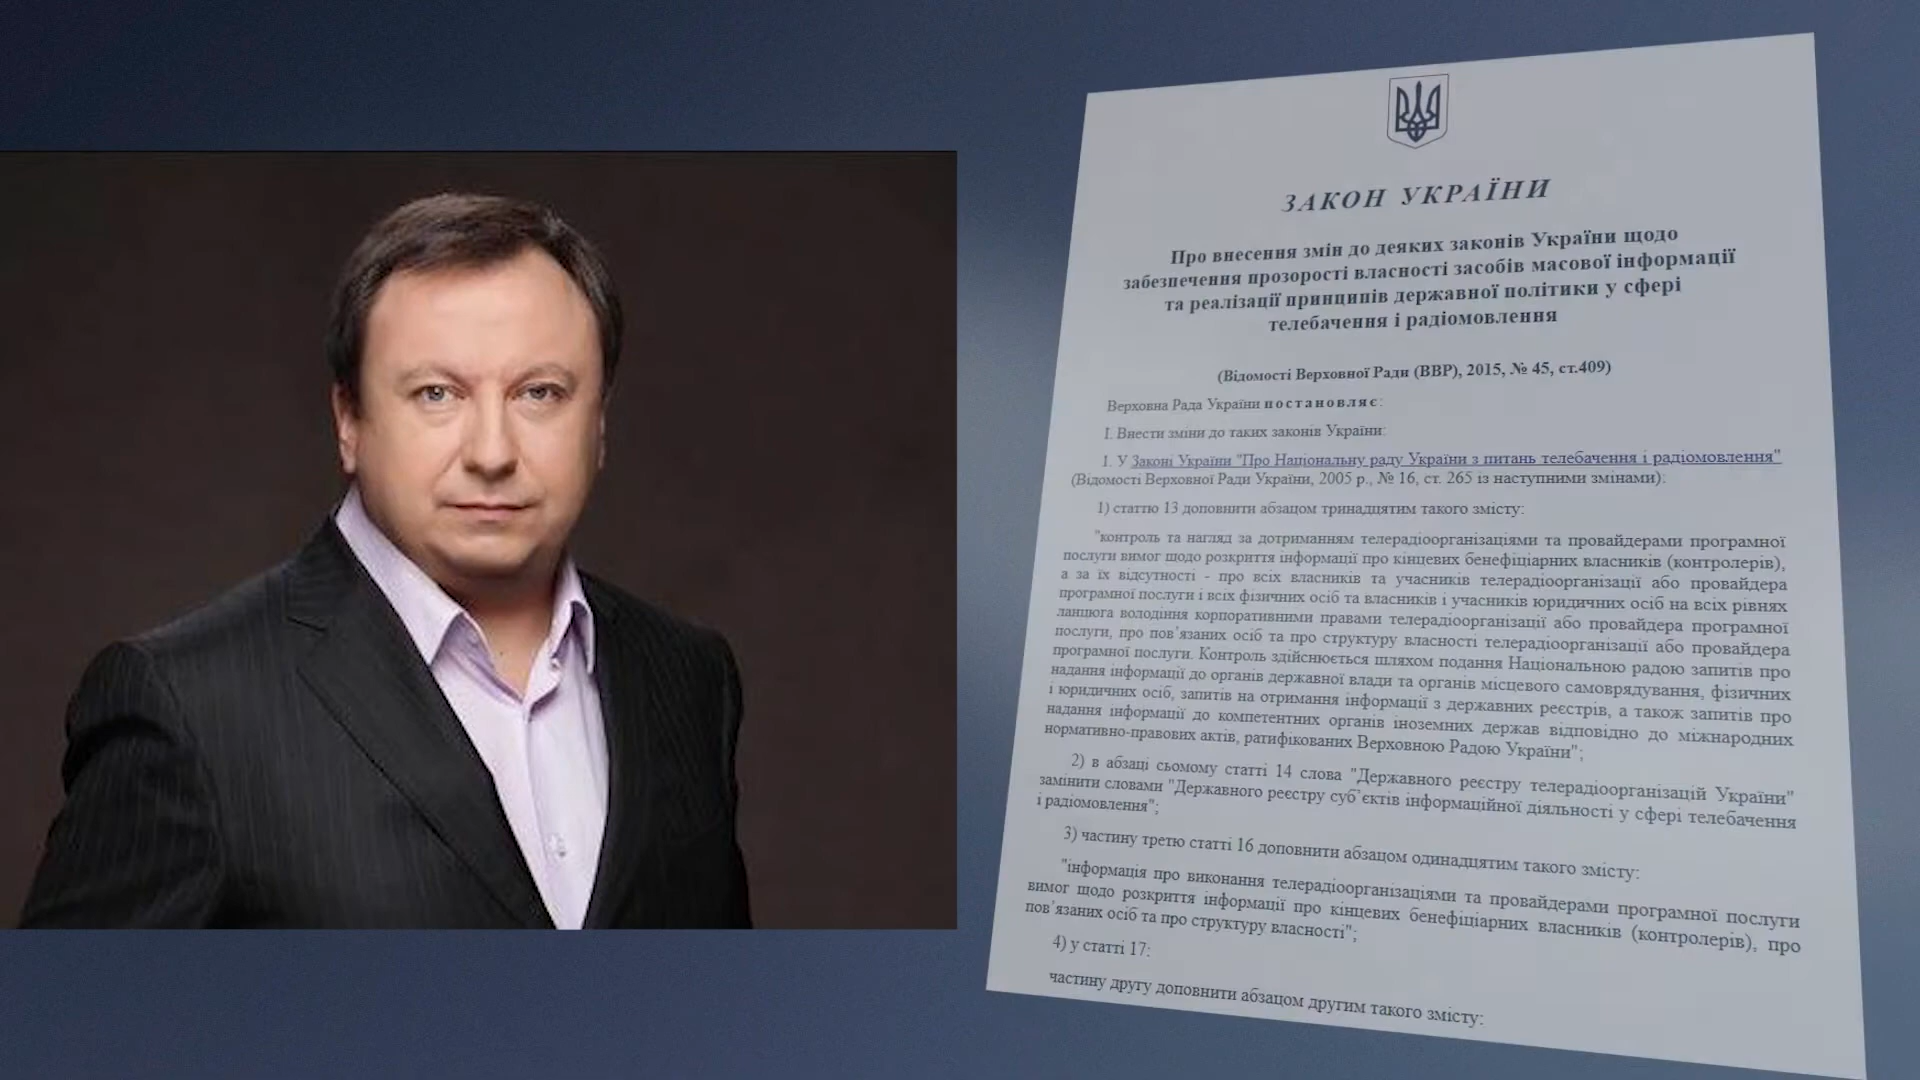 ЗАКОН УКРАЇНИ
Про внесення змін до деяких законів України щодо
забезпечення прозорості власності засобів масової інформації
та реалізації принципів державної політики у сфері
телебачення і радіомовлення
(Відомості Верховної Ради (ВВР), 2015, № 45, ст.409)
Верховна Рада України постановляє:
I. Внести зміни до таких законів України:
1. У Законі України "Про Національну раду України з питань телебачення і радіомовлення"
(Відомості Верховної Ради України, 2005 р., № 16, ст. 265 із наступними змінами):
1) статтю 13 доповнити абзацом тринадцятим такого змісту:
"контроль та нагляд за дотриманням телерадіоорганізаціями та провайдерами програмної
послуги вимог щодо розкриття інформації про кінцевих бенефіціарних власників (контролерів),
а за їх відсутності - про всіх власників та учасників телерадіоорганізації або провайдера
програмної послуги і всіх фізичних осіб та власників і учасників юридичних осіб на всіх рівнях
ланцюга володіння корпоративними правами телерадіоорганізації або провайдера програмної
послуги, про пов’язаних осіб та про структуру власності телерадіоорганізації або провайдера
програмної послуги. Контроль здійснюється шляхом подання Національною радою запитів про
надання інформації до органів державної влади та органів місцевого самоврядування, фізичних
і юридичних осіб, запитів на отримання інформації з державних реєстрів, а також запитів про
надання інформації до компетентних органів іноземних держав відповідно до міжнародних
нормативно-правових актів, ратифікованих Верховною Радою України";
2) в абзаці сьомому статті 14 слова "Державного реєстру телерадіоорганізацій України"
замінити словами "Державного реєстру суб’єктів інформаційної діяльності у сфері телебачення
і радіомовлення";
3) частину третю статті 16 доповнити абзацом одинадцятим такого змісту:
"інформація про виконання телерадіоорганізаціями та провайдерами програмної послуги
вимог щодо розкриття інформації про кінцевих бенефіціарних власників (контролерів), про
пов’язаних осіб та про структуру власності";
4) у статті 17:
частину другу доповнити абзацом другим такого змісту: